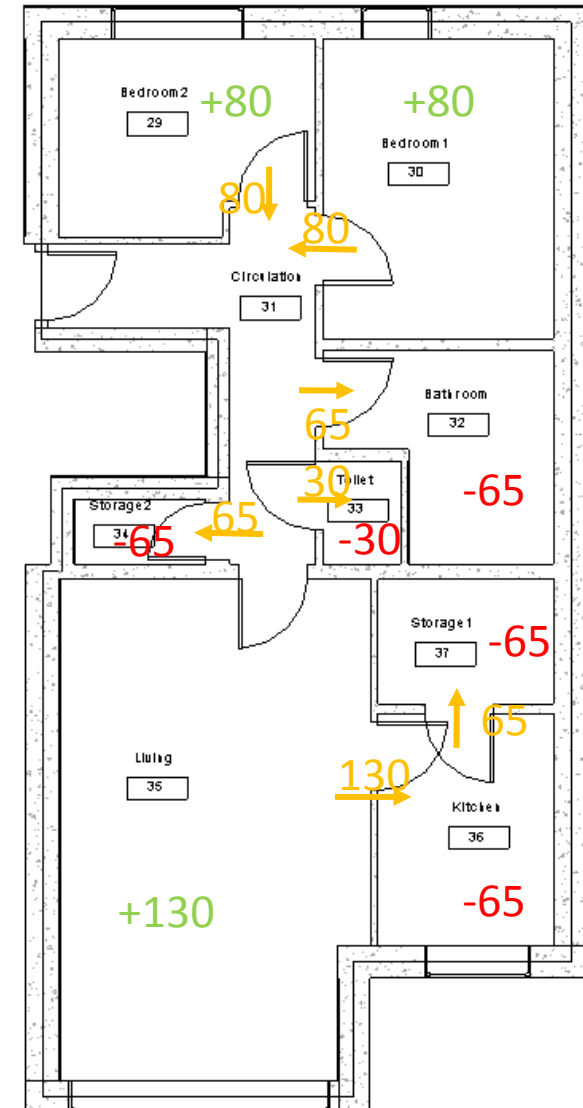 Bedroom2
+80
29
+80
Bedroom1
30
80
80
Circulation
31
65
Bathroom
32
-65
30
Toilet
33
-30
Storage2
34
-65
65
Storage1
37
-65
65
Living
35
130
Kitchen
36
-65
+130